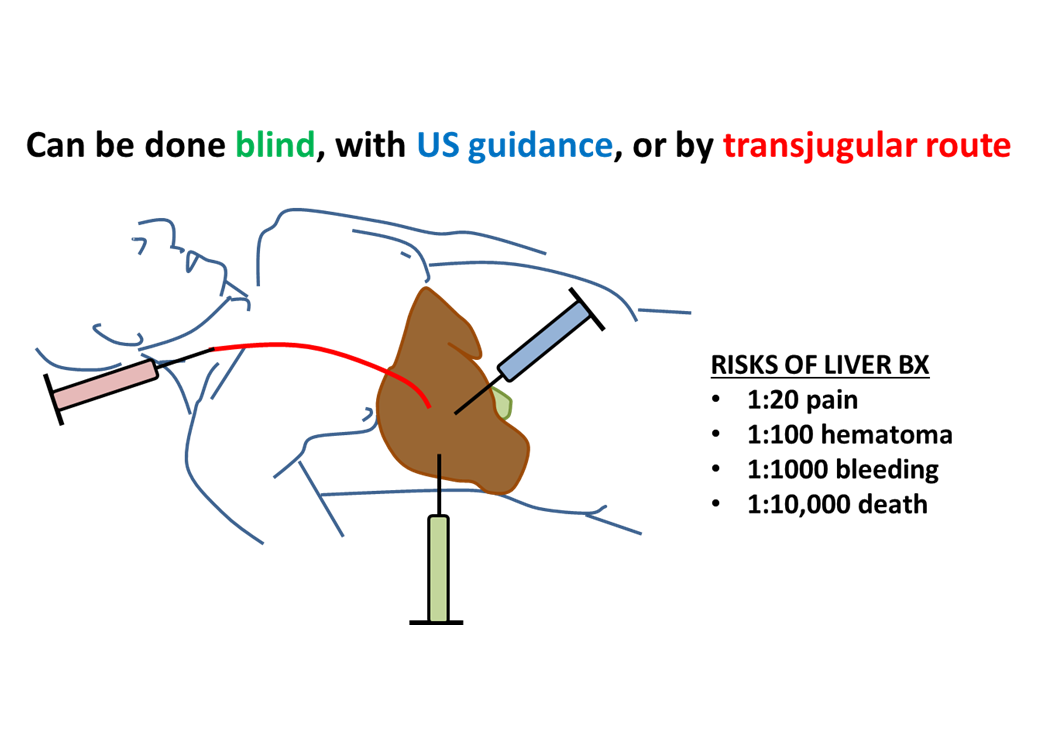 Can be done blind, with US guidance, or by transjugular route
RISKS OF LIVER BX
• 1:20 pain
• 1:100 hematoma
• 1:1000 bleeding
• 1:10,000 death